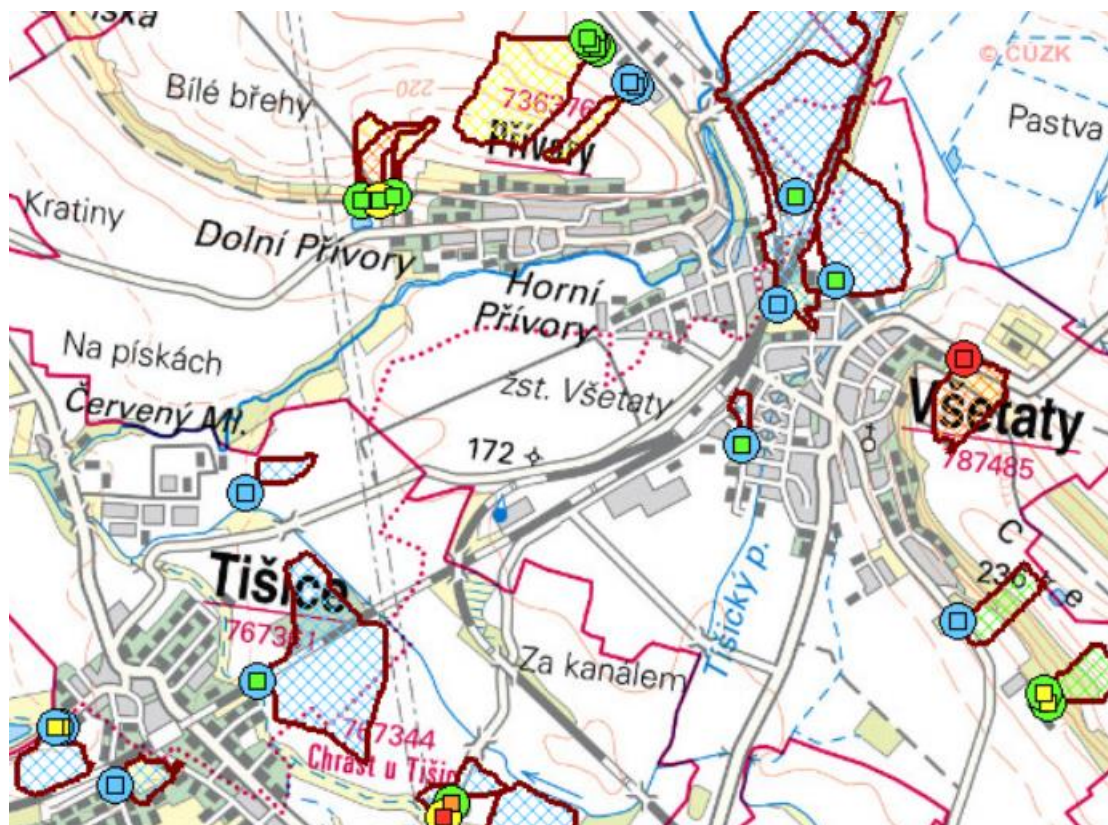 © ČÚZK
Bílé břehy
220
Pastva
Přívory
Kratiny
Dolní Přívory
Horní
Přívory
Na pískách
žst. Všetaty
Červený Ml.
Všetaty
172
787485
Tišice
Tišický p.
Za kanálem
767344
Chrást u Tišic